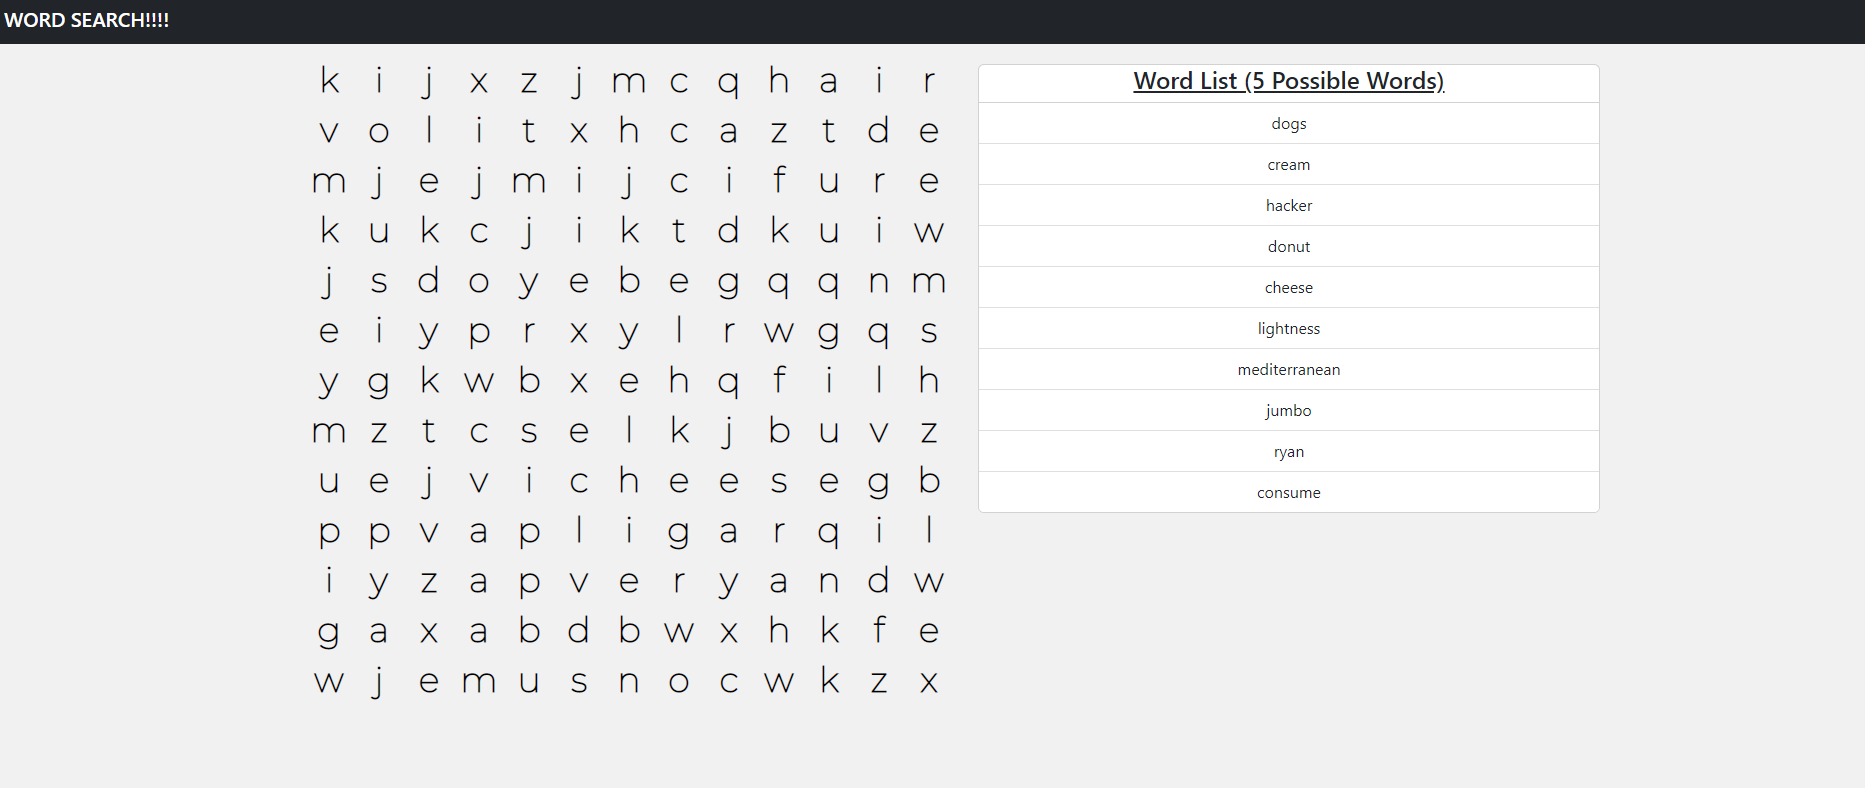 WORD SEARCH!!!!
k i j x z j m c q h a i r
v o l i t x h c a z t d e
m j e j m i j c i f u r e
k u k c j i k t d k u i w
j s d o y e b e g q q n m
e i y p r x y l r w g q s
y g k w b x e h q f i l h
m z t c s e l k j b u v z
u e j v i c h e e s e g b
p p v a p l i g a r q i l
i y z a p v e r y a n d w
g a x a b d b w x h k f e
w j e m u s n o c w k z x
Word List (5 Possible Words)
dogs
cream
hacker
donut
cheese
lightness
mediterranean
jumbo
ryan
consume